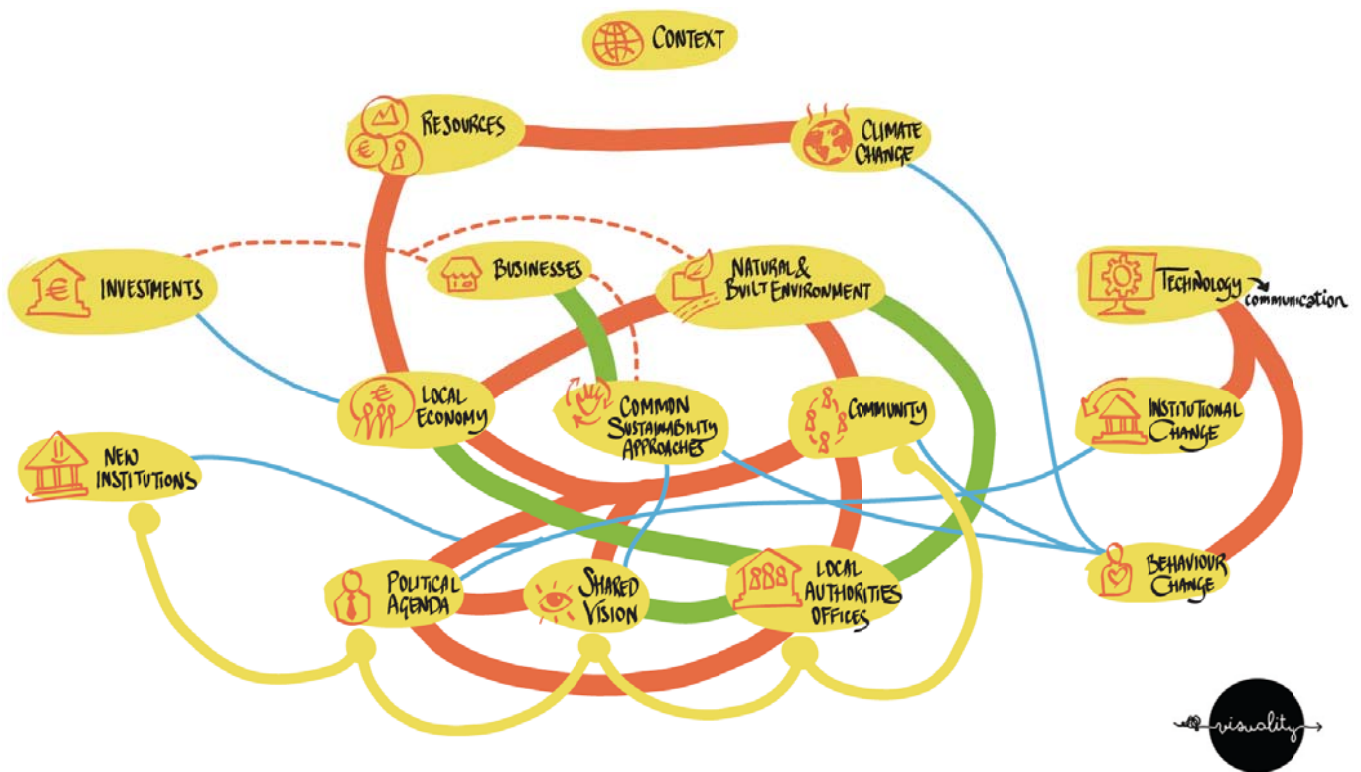 CONTEXT
RESOURCES
CLIMATE
CHANGE
INVESTMENTS
BUSINESSES
NATURAL &
BUILT ENVIRONMENT
TECHNOLOGY
communication
LOCAL
ECONOMY
COMMON
SUSTAINABILITY
APPROACHES
COMMUNITY
INSTITUTIONAL
CHANGE
NEW
INSTITUTIONS
POLITICAL
AGENDA
SHARED
VISION
LOCAL
AUTHORITIES
OFFICES
BEHAVIOUR
CHANGE
visuality